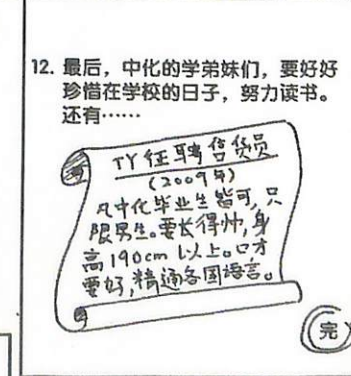 12. 最后，中化的学弟妹们，要好好
珍惜在学校的日子，努力读书。
还有……
TY 征聘售货员
(2009年)
凡中化毕业生皆可，只
限男生。要长得帅，身
高190cm以上。口才
要好，精通各国语言。
完